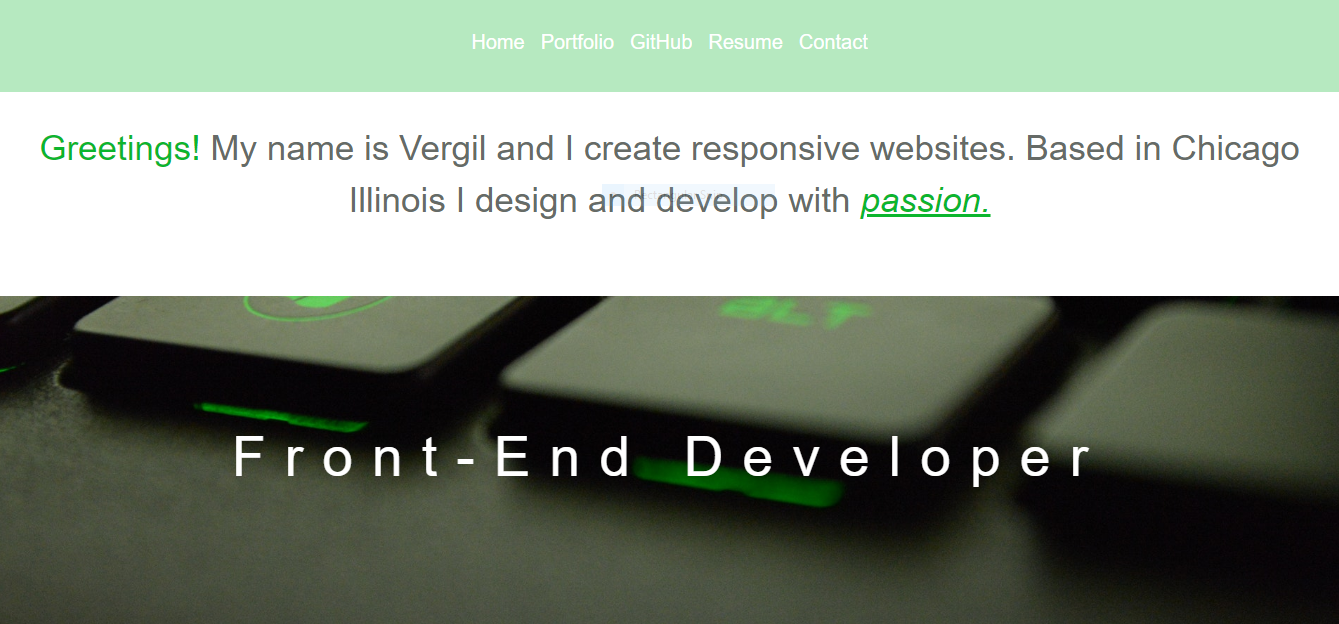 Home Portfolio GitHub Resume Contact
Greetings! My name is Vergil and I create responsive websites. Based in Chicago
Illinois I design and develop with passion.
ALT
Front-End Developer